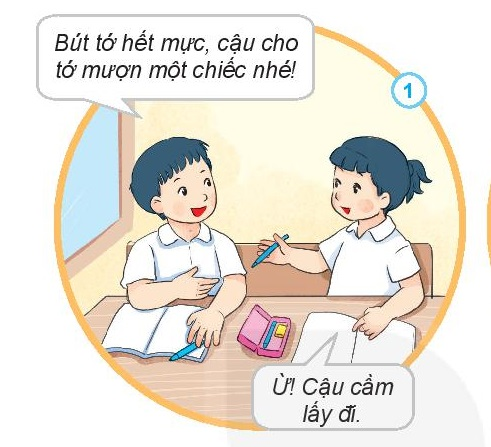 Bút tớ hết mực, cậu cho
tớ mượn một chiếc nhé!
1
Ừ! Cậu cầm
lấy đi.